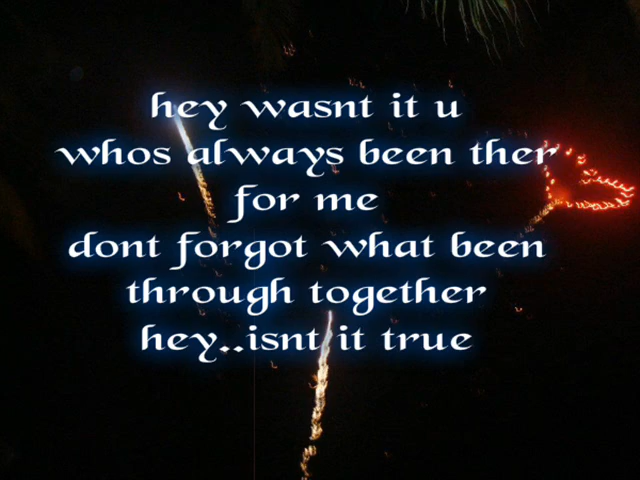 hey wasnt it u
whos always been ther
for me
dont forgot what been
through together
hey..isnt it true